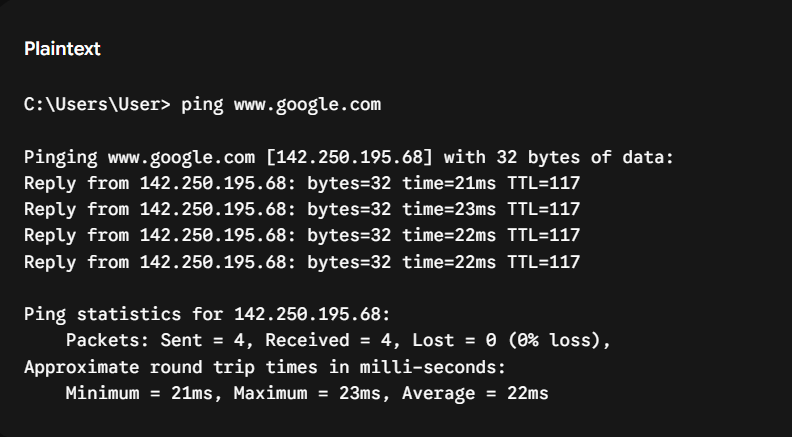 Plaintext
C:\Users\User> ping www.google.com
Pinging www.google.com [142.250.195.68] with 32 bytes of data:
Reply from 142.250.195.68: bytes=32 time=21ms TTL=117
Reply from 142.250.195.68: bytes=32 time=23ms TTL=117
Reply from 142.250.195.68: bytes=32 time=22ms TTL=117
Reply from 142.250.195.68: bytes=32 time=22ms TTL=117
Ping statistics for 142.250.195.68:
    Packets: Sent = 4, Received = 4, Lost = 0 (0% loss),
Approximate round trip times in milli-seconds:
    Minimum = 21ms, Maximum = 23ms, Average = 22ms